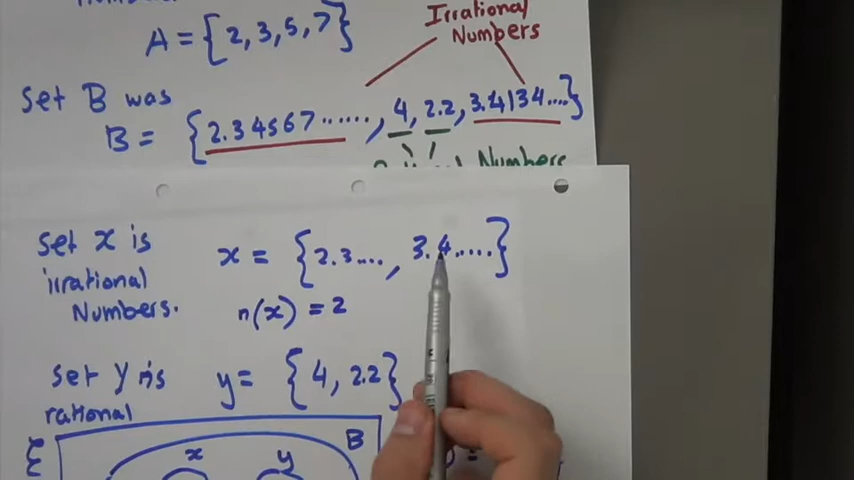 Irrational
Numbers
A = {2, 3, 5, 7}
Set B was
B = {2.34567......, 4, 2.2, 3.4134....}
Numbers
set x is
irrational
Numbers.
x = {2.3...., 3.4.....}
n(x) = 2
set y is
rational
y = {4, 2.2}
ξ
B
x
y